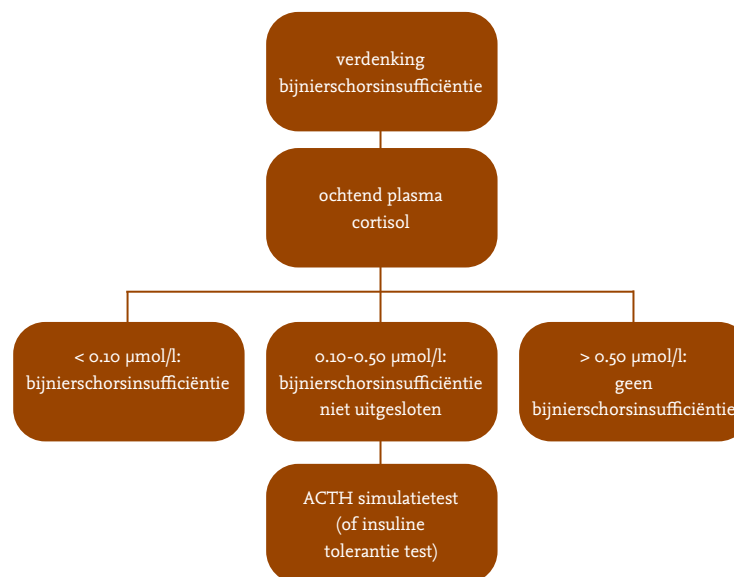 verdenking
bijnierschorsinsufficiëntie
ochtend plasma
cortisol
< 0.10 µmol/l:
bijnierschorsinsufficiëntie
0.10-0.50 µmol/l:
bijnierschorsinsufficiëntie
niet uitgesloten
> 0.50 µmol/l:
geen
bijnierschorsinsufficiëntie
ACTH simulatietest
(of insuline
tolerantie test)